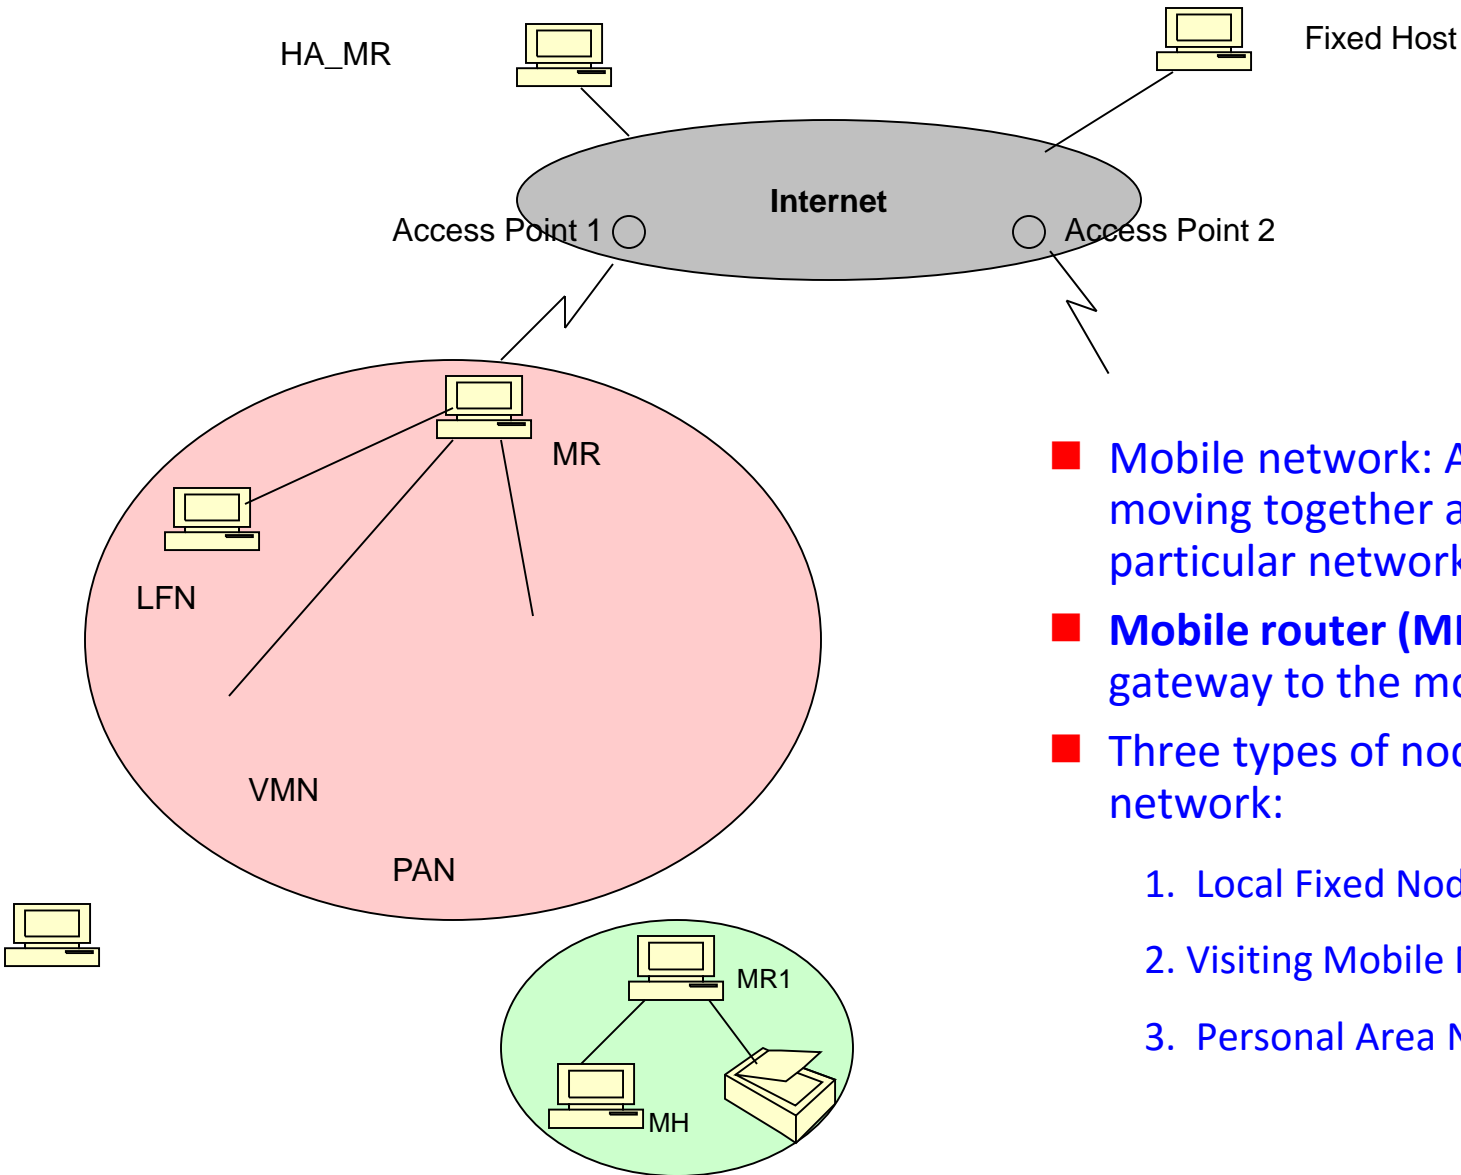 HA_MR
Fixed Host
Internet
Access Point 1
Access Point 2
MR
LFN
VMN
PAN
MR1
MH
Mobile network: A
moving together a
particular network
Mobile router (MR
gateway to the mo
Three types of nod
network:
1. Local Fixed Nod
2. Visiting Mobile
3. Personal Area N